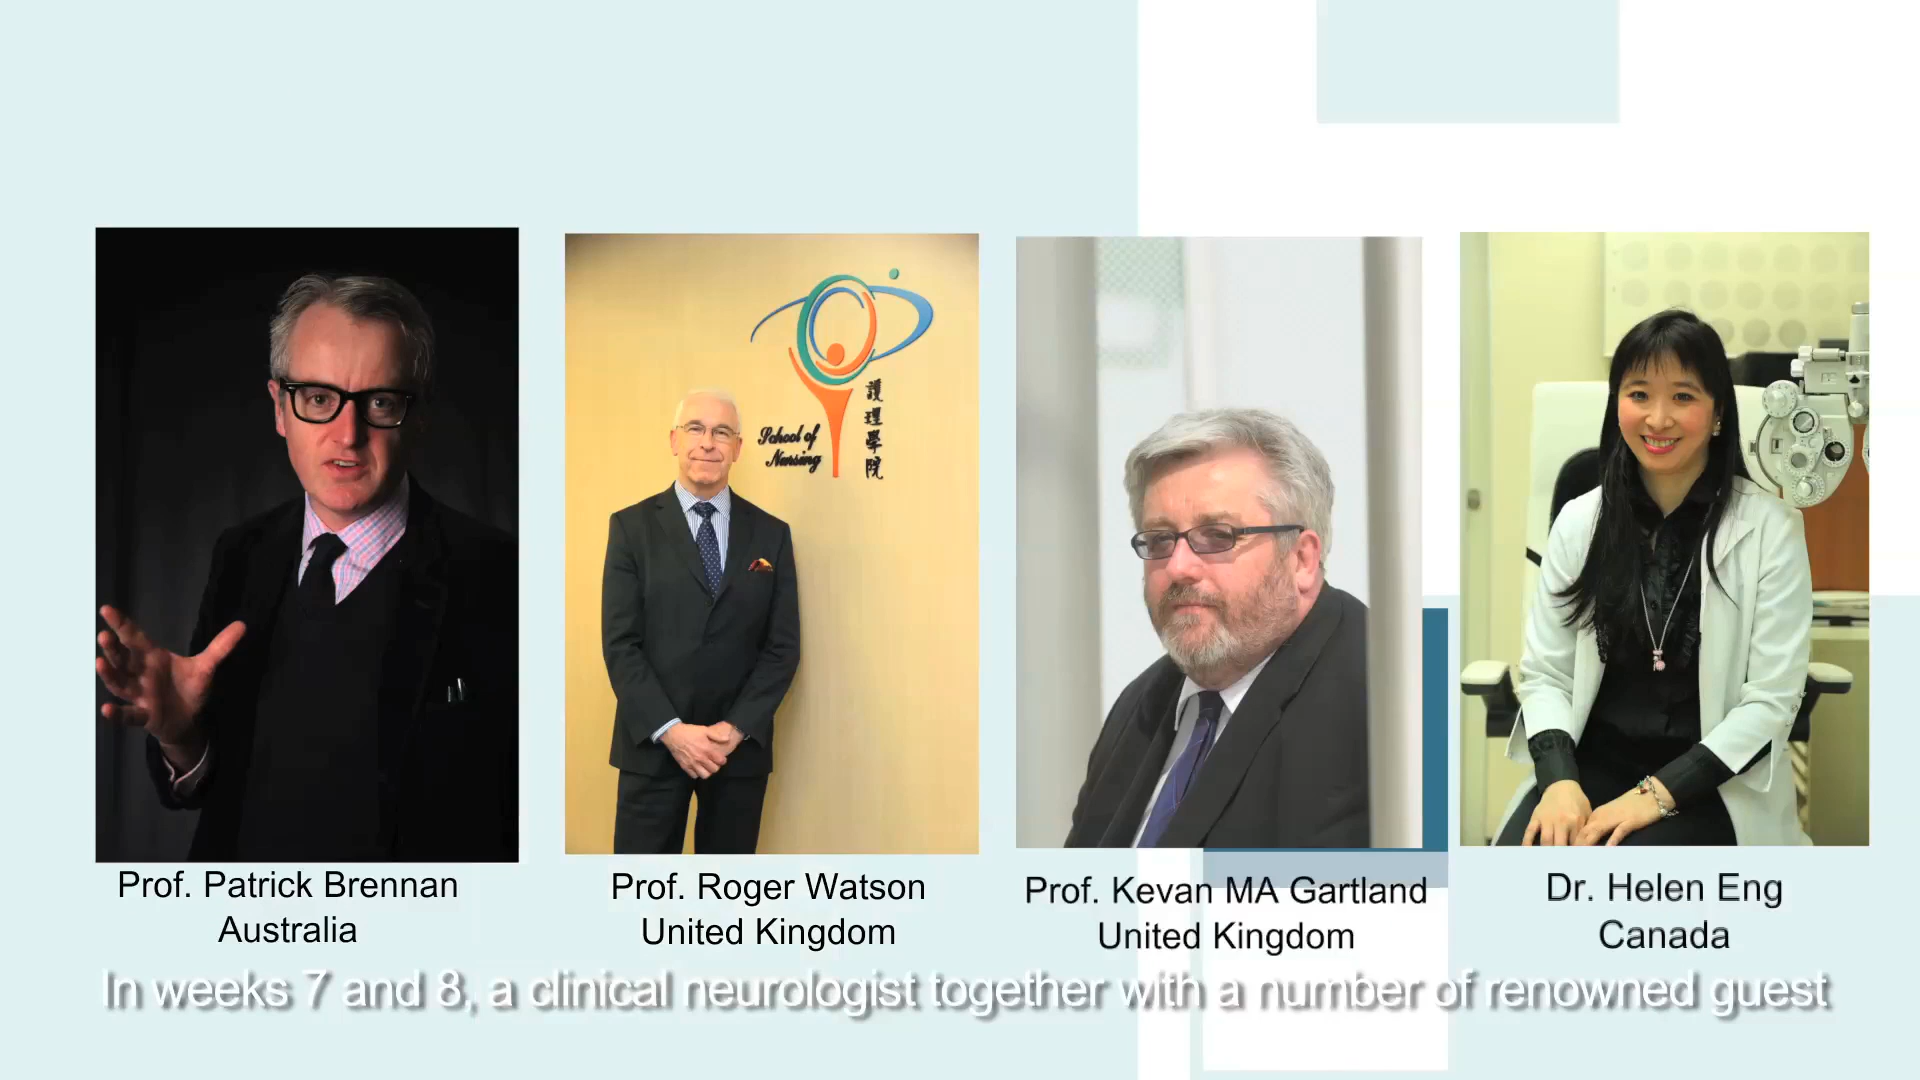 School of
Nursing
護理學院
Prof. Patrick Brennan
Australia
Prof. Roger Watson
United Kingdom
Prof. Kevan MA Gartland
United Kingdom
Dr. Helen Eng
Canada
In weeks 7 and 8, a clinical neurologist together with a number of renowned guest